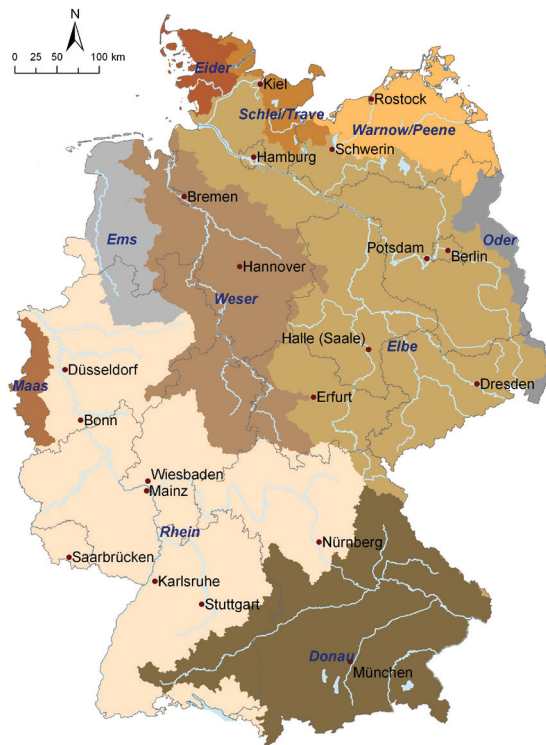 N
0 25 50 100 km
Eider
Kiel
Schlei/Trave
Rostock
Warnow/Peene
Hamburg
Schwerin
Bremen
Ems
Hannover
Potsdam
Berlin
Oder
Weser
Halle (Saale)
Elbe
Maas
Düsseldorf
Dresden
Erfurt
Bonn
Wiesbaden
Mainz
Rhein
Nürnberg
Saarbrücken
Karlsruhe
Stuttgart
Donau
München